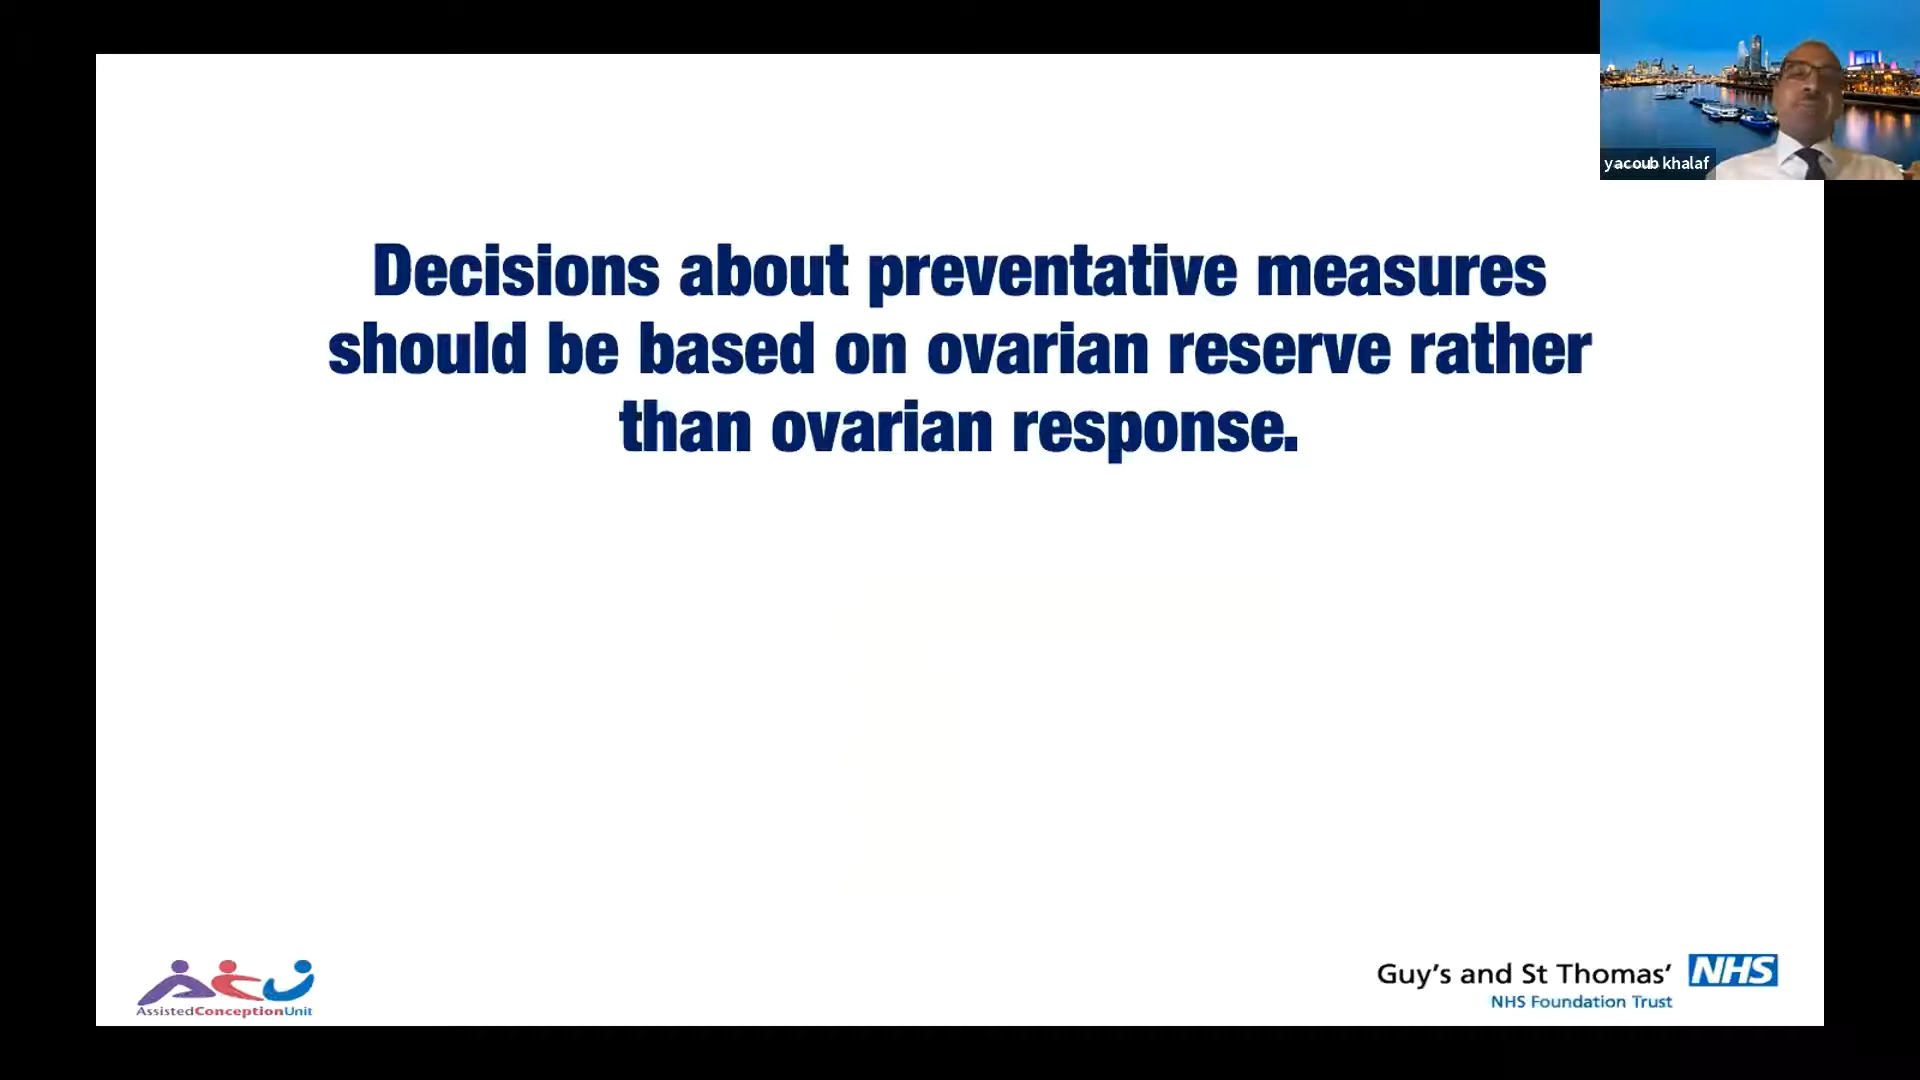 yacoub khalaf
Decisions about preventative measures
should be based on ovarian reserve rather
than ovarian response.
ACU
AssistedConceptionUnit
Guy's and St Thomas' NHS
NHS Foundation Trust